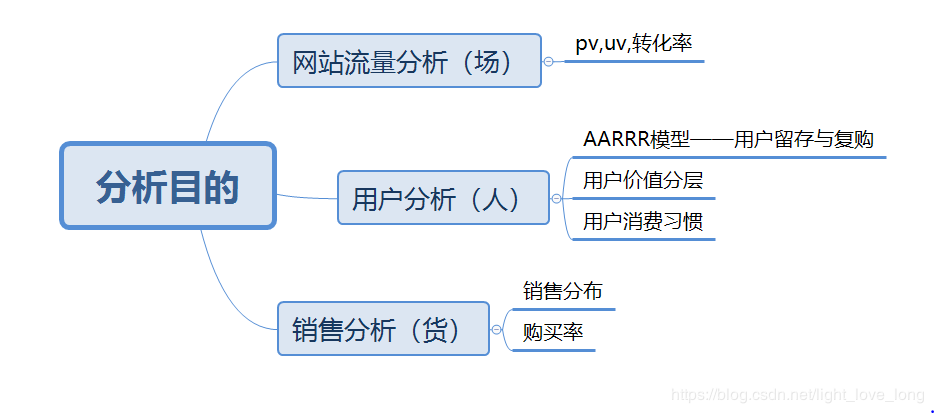 分析目的
网站流量分析（场）
pv,uv,转化率
用户分析（人）
AARRR模型——用户留存与复购
用户价值分层
用户消费习惯
销售分析（货）
销售分布
购买率
https://blog.csdn.net/light_love_long